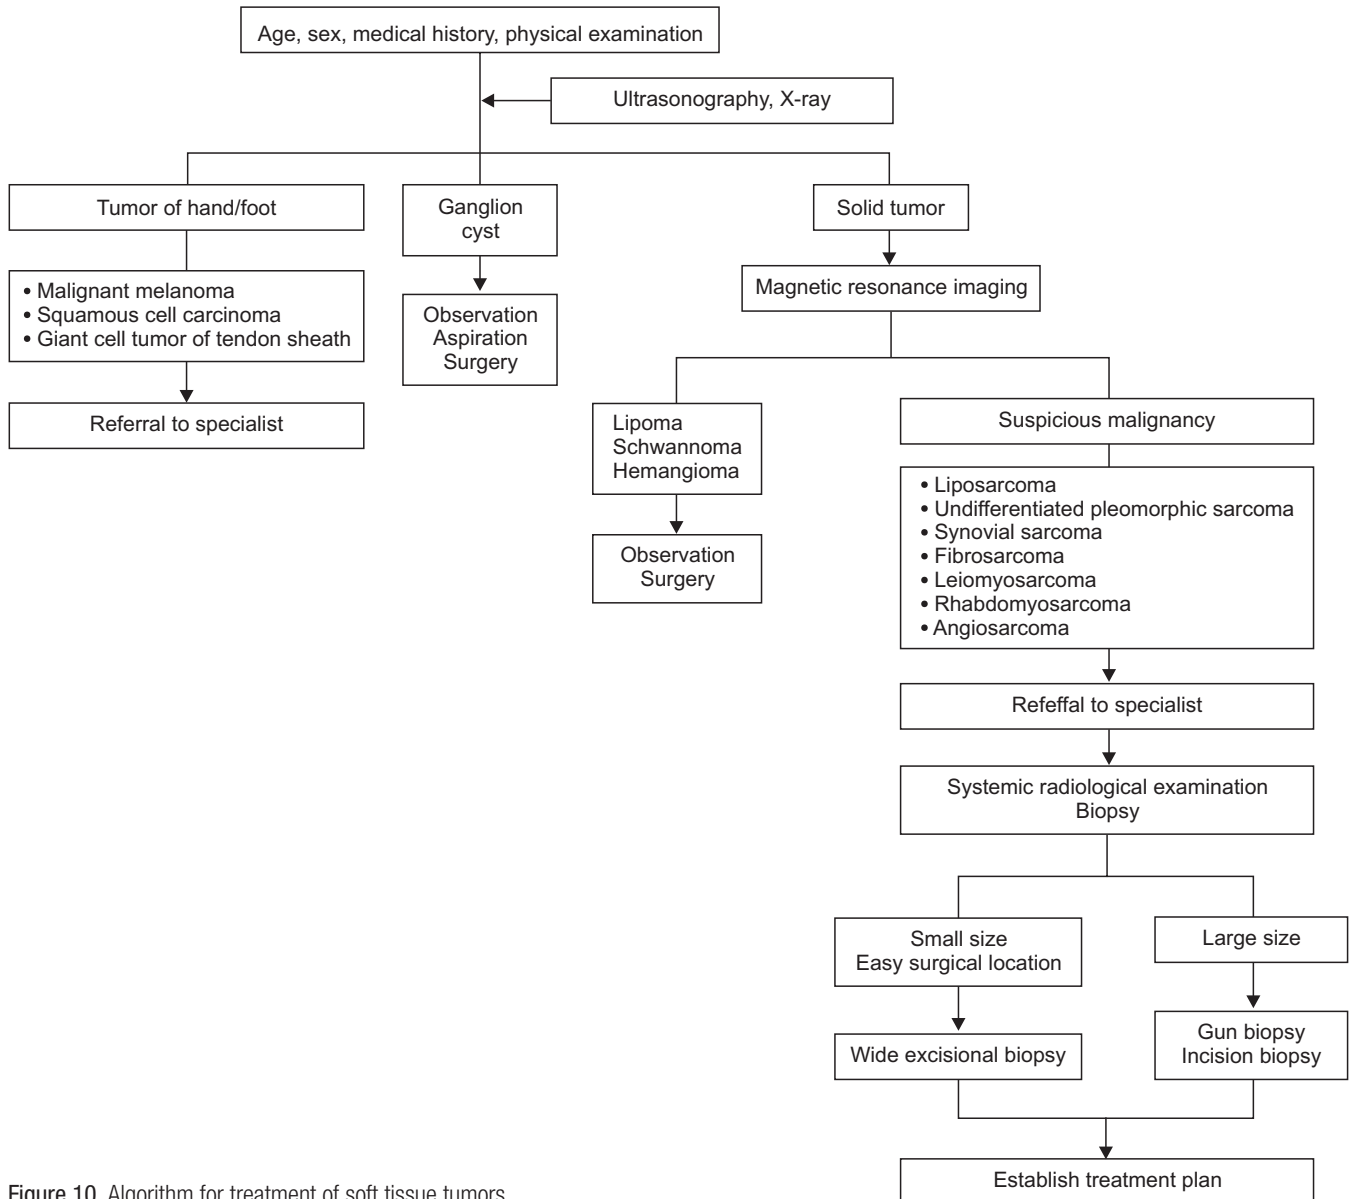 Age, sex, medical history, physical examination
Ultrasonography, X-ray
Tumor of hand/foot
• Malignant melanoma
• Squamous cell carcinoma
• Giant cell tumor of tendon sheath
Referral to specialist
Ganglion
cyst
Observation
Aspiration
Surgery
Solid tumor
Magnetic resonance imaging
Lipoma
Schwannoma
Hemangioma
Observation
Surgery
Suspicious malignancy
• Liposarcoma
• Undifferentiated pleomorphic sarcoma
• Synovial sarcoma
• Fibrosarcoma
• Leiomyosarcoma
• Rhabdomyosarcoma
• Angiosarcoma
Refeffal to specialist
Systemic radiological examination
Biopsy
Small size
Easy surgical location
Wide excisional biopsy
Large size
Gun biopsy
Incision biopsy
Establish treatment plan
Figure 10. Algorithm for treatment of soft tissue tumors